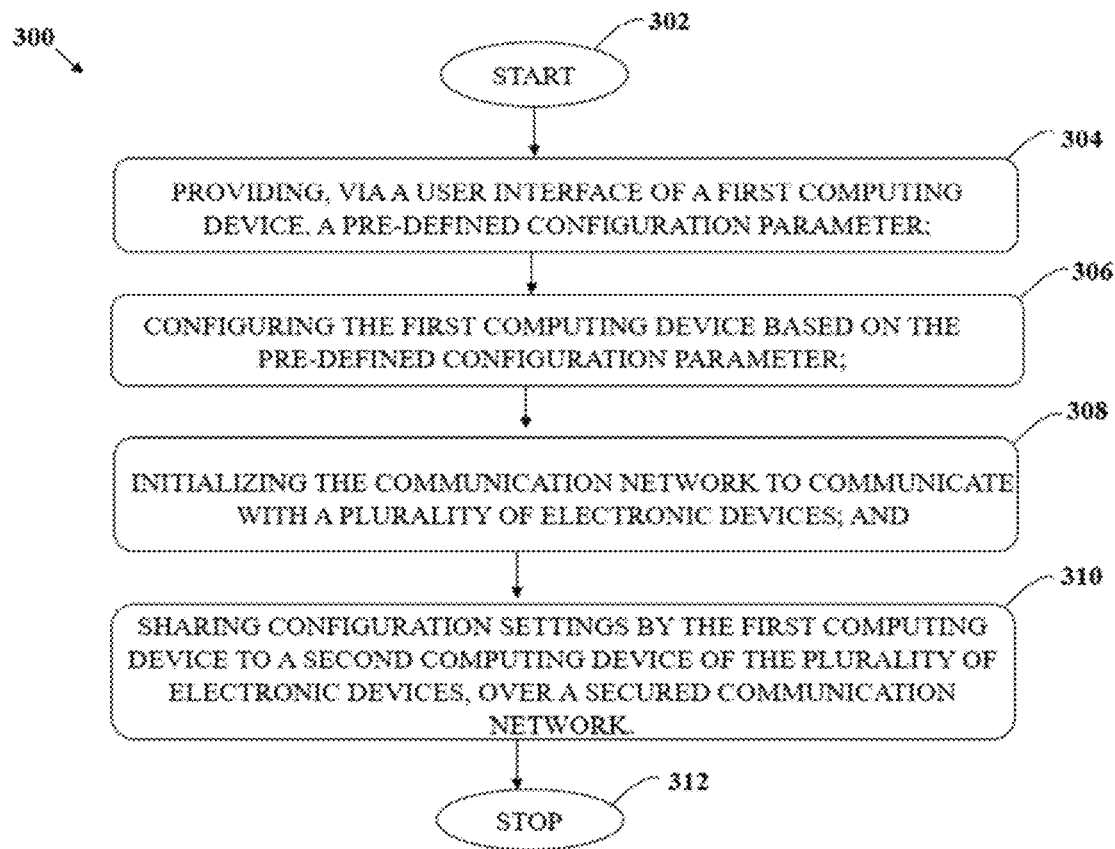 300
302
START
304
PROVIDING, VIA A USER INTERFACE OF A FIRST COMPUTING
DEVICE, A PRE-DEFINED CONFIGURATION PARAMETER;
306
CONFIGURING THE FIRST COMPUTING DEVICE BASED ON THE
PRE-DEFINED CONFIGURATION PARAMETER;
308
INITIALIZING THE COMMUNICATION NETWORK TO COMMUNICATE
WITH A PLURALITY OF ELECTRONIC DEVICES; AND
310
SHARING CONFIGURATION SETTINGS BY THE FIRST COMPUTING
DEVICE TO A SECOND COMPUTING DEVICE OF THE PLURALITY OF
ELECTRONIC DEVICES, OVER A SECURED COMMUNICATION
NETWORK.
312
STOP